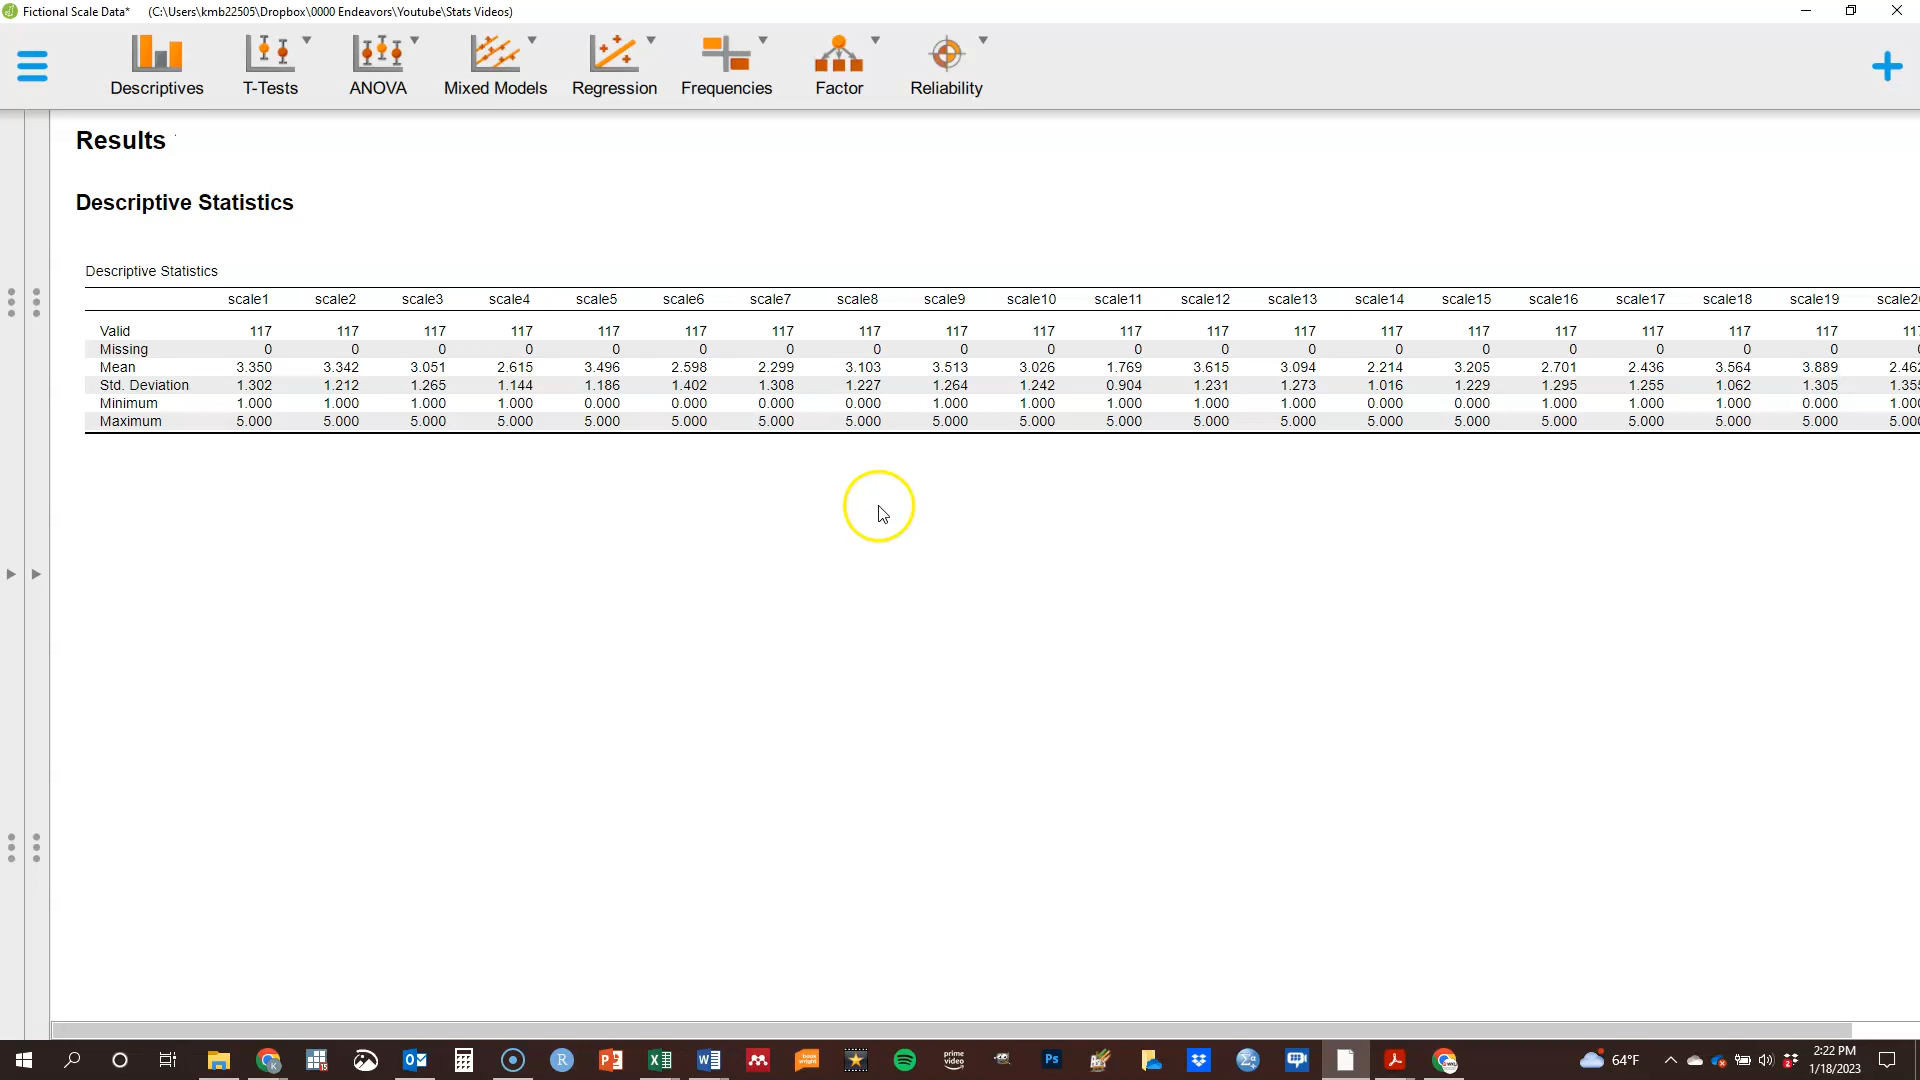 Fictional Scale Data* (C:\Users\kmb22505\Dropbox\0000 Endeavors\Youtube\Stats Videos)
Descriptives T-Tests ANOVA Mixed Models Regression Frequencies Factor Reliability
Results
Descriptive Statistics
Descriptive Statistics
scale1 scale2 scale3 scale4 scale5 scale6 scale7 scale8 scale9 scale10 scale11 scale12 scale13 scale14 scale15 scale16 scale17 scale18 scale19 scale20
Valid 117 117 117 117 117 117 117 117 117 117 117 117 117 117 117 117 117 117 117 117
Missing 0 0 0 0 0 0 0 0 0 0 0 0 0 0 0 0 0 0 0 0
Mean 3.350 3.342 3.051 2.615 3.496 2.598 2.299 3.103 3.513 3.026 1.769 3.615 3.094 2.214 3.205 2.701 2.436 3.564 3.889 2.462
Std. Deviation 1.302 1.212 1.265 1.144 1.186 1.402 1.308 1.227 1.264 1.242 0.904 1.231 1.273 1.016 1.229 1.295 1.255 1.062 1.305 1.355
Minimum 1.000 1.000 1.000 1.000 0.000 0.000 0.000 0.000 1.000 1.000 1.000 1.000 1.000 0.000 0.000 1.000 1.000 1.000 0.000 1.000
Maximum 5.000 5.000 5.000 5.000 5.000 5.000 5.000 5.000 5.000 5.000 5.000 5.000 5.000 5.000 5.000 5.000 5.000 5.000 5.000 5.000
64°F
2:22 PM
1/18/2023